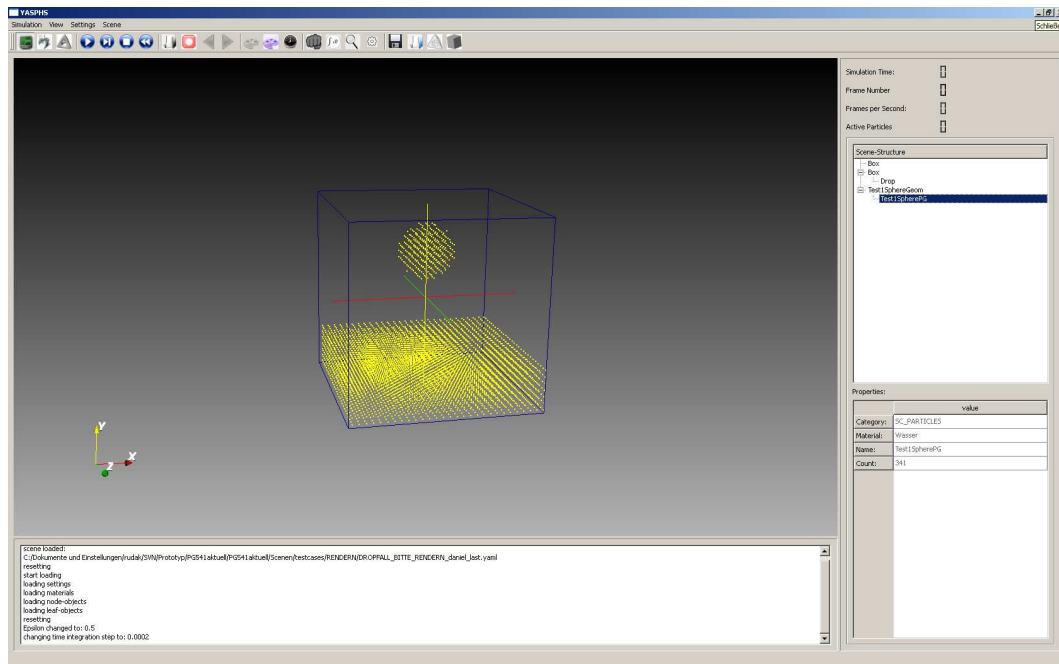 YASPHS
Simulation View Settings Scene
Schließe
Simulation Time:
Frame Number
Frames per Second:
Active Particles
Scene-Structure
Box
Box
Drop
Test1SphereGeom
Test1SpherePG
Y
X
Z
Properties:
value
Category: SC_PARTICLES
Material: Wasser
Name: Test1SpherePG
Count: 341
scene loaded:
C:/Dokumente und Einstellungen/rudak/SVN/Prototyp/PG541aktuell/PG541aktuell/Scenen/testcases/RENDERN/DROPFALL_BITTE_RENDERN_daniel_last.yaml
resetting
start loading
loading settings
loading materials
loading node-objects
loading leaf-objects
resetting
Epsilon changed to: 0.5
changing time integration step to: 0.0002